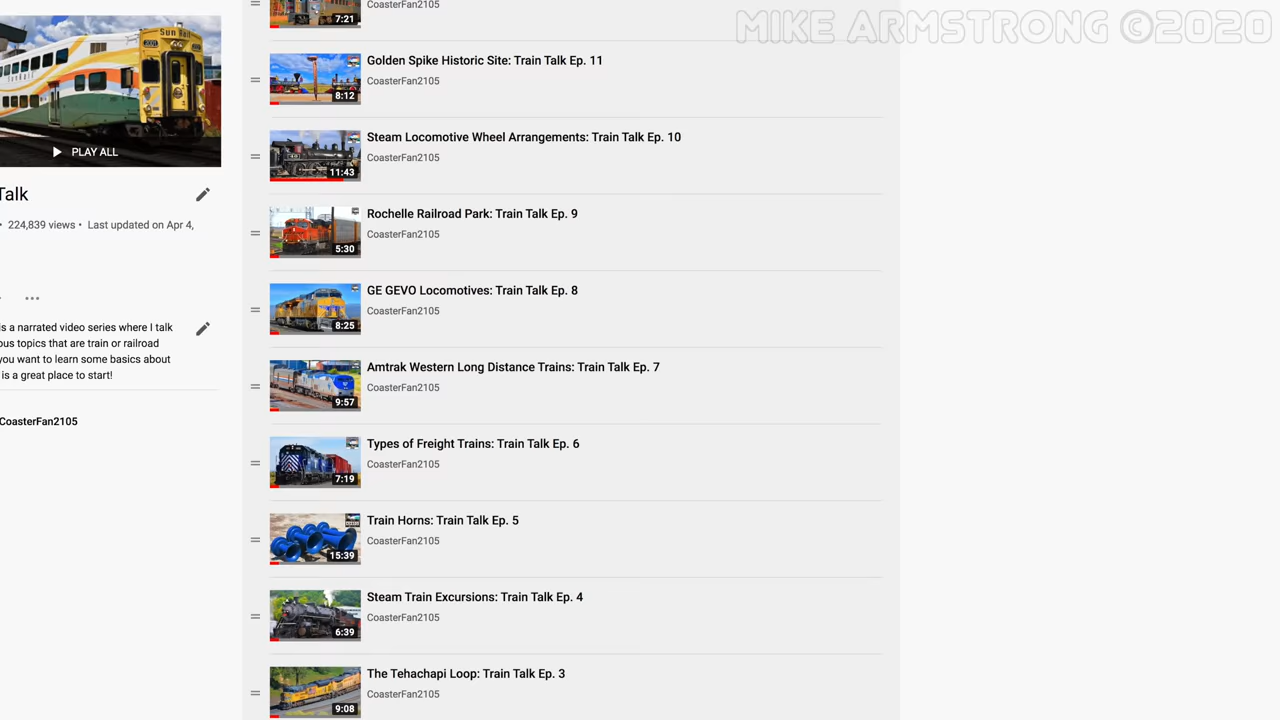 MIKE ARMSTRONG ©2020
Sun Rail
PLAY ALL
Talk
• 224,839 views • Last updated on Apr 4,
is a narrated video series where I talk
ous topics that are train or railroad
you want to learn some basics about
is a great place to start!
CoasterFan2105
CoasterFan2105
7:21
Golden Spike Historic Site: Train Talk Ep. 11
CoasterFan2105
8:12
Steam Locomotive Wheel Arrangements: Train Talk Ep. 10
CoasterFan2105
11:43
Rochelle Railroad Park: Train Talk Ep. 9
CoasterFan2105
5:30
GE GEVO Locomotives: Train Talk Ep. 8
CoasterFan2105
8:25
Amtrak Western Long Distance Trains: Train Talk Ep. 7
CoasterFan2105
9:57
Types of Freight Trains: Train Talk Ep. 6
CoasterFan2105
7:19
Train Horns: Train Talk Ep. 5
CoasterFan2105
15:39
Steam Train Excursions: Train Talk Ep. 4
CoasterFan2105
6:39
The Tehachapi Loop: Train Talk Ep. 3
CoasterFan2105
9:08